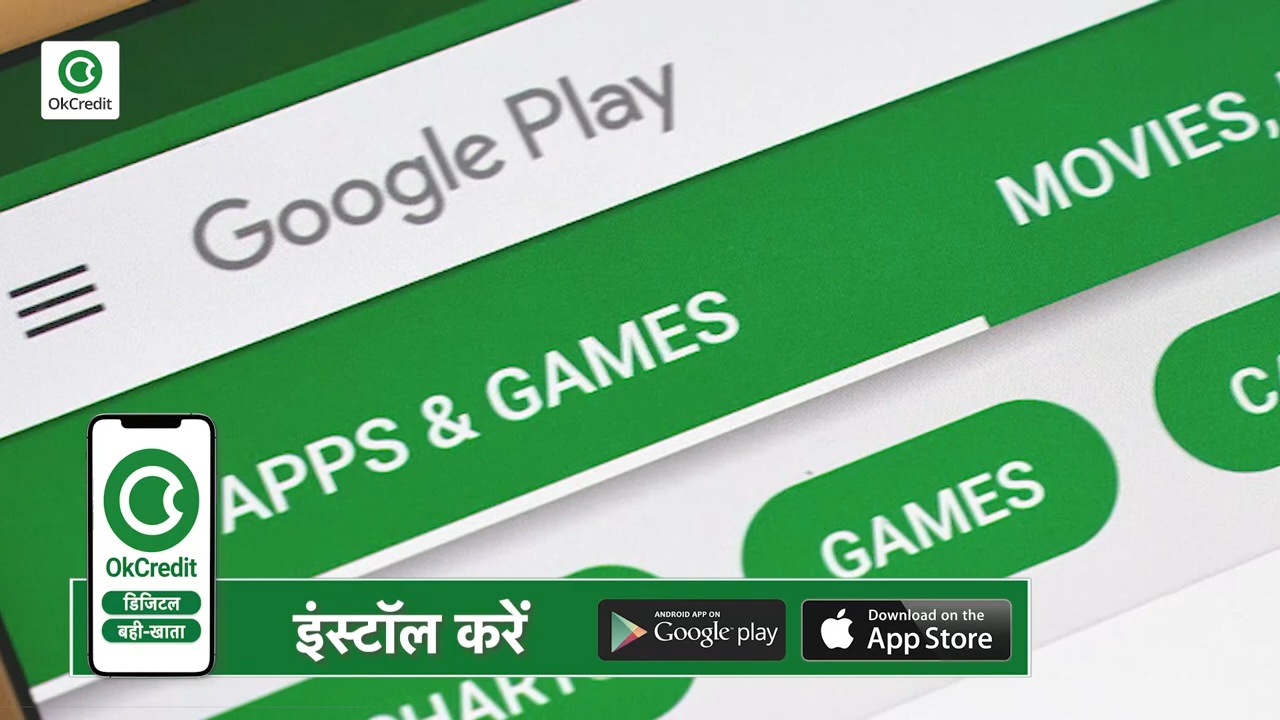 OkCredit
Google Play
MOVIES,
APPS & GAMES
GAMES
OkCredit
डिजिटल
बही-खाता
इंस्टॉल करें
ANDROID APP ON
Google play
Download on the
App Store